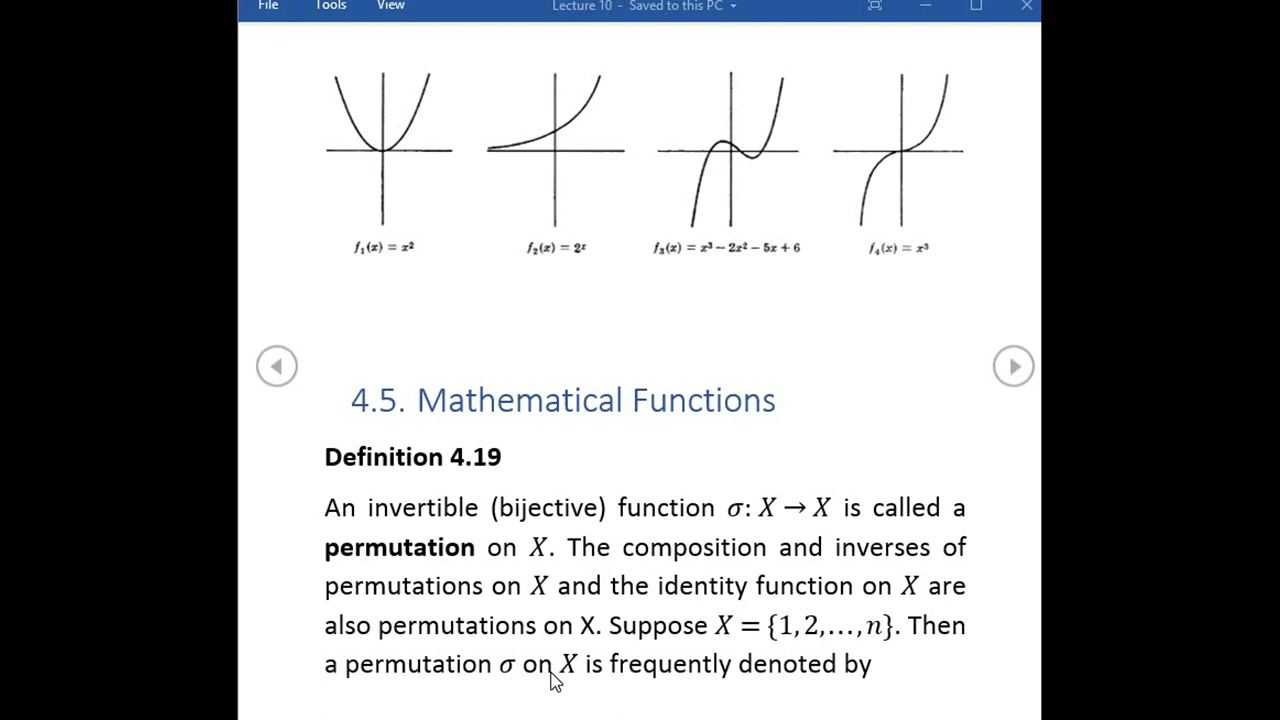 File Tools View Lecture 10 - Saved to this PC
f₁(x) = x² f₂(x) = 2ˣ f₃(x) = x³ – 2x² – 5x + 6 f₄(x) = x³
4.5. Mathematical Functions
Definition 4.19
An invertible (bijective) function σ: X → X is called a
permutation on X. The composition and inverses of
permutations on X and the identity function on X are
also permutations on X. Suppose X = {1, 2, …, n}. Then
a permutation σ on X is frequently denoted by